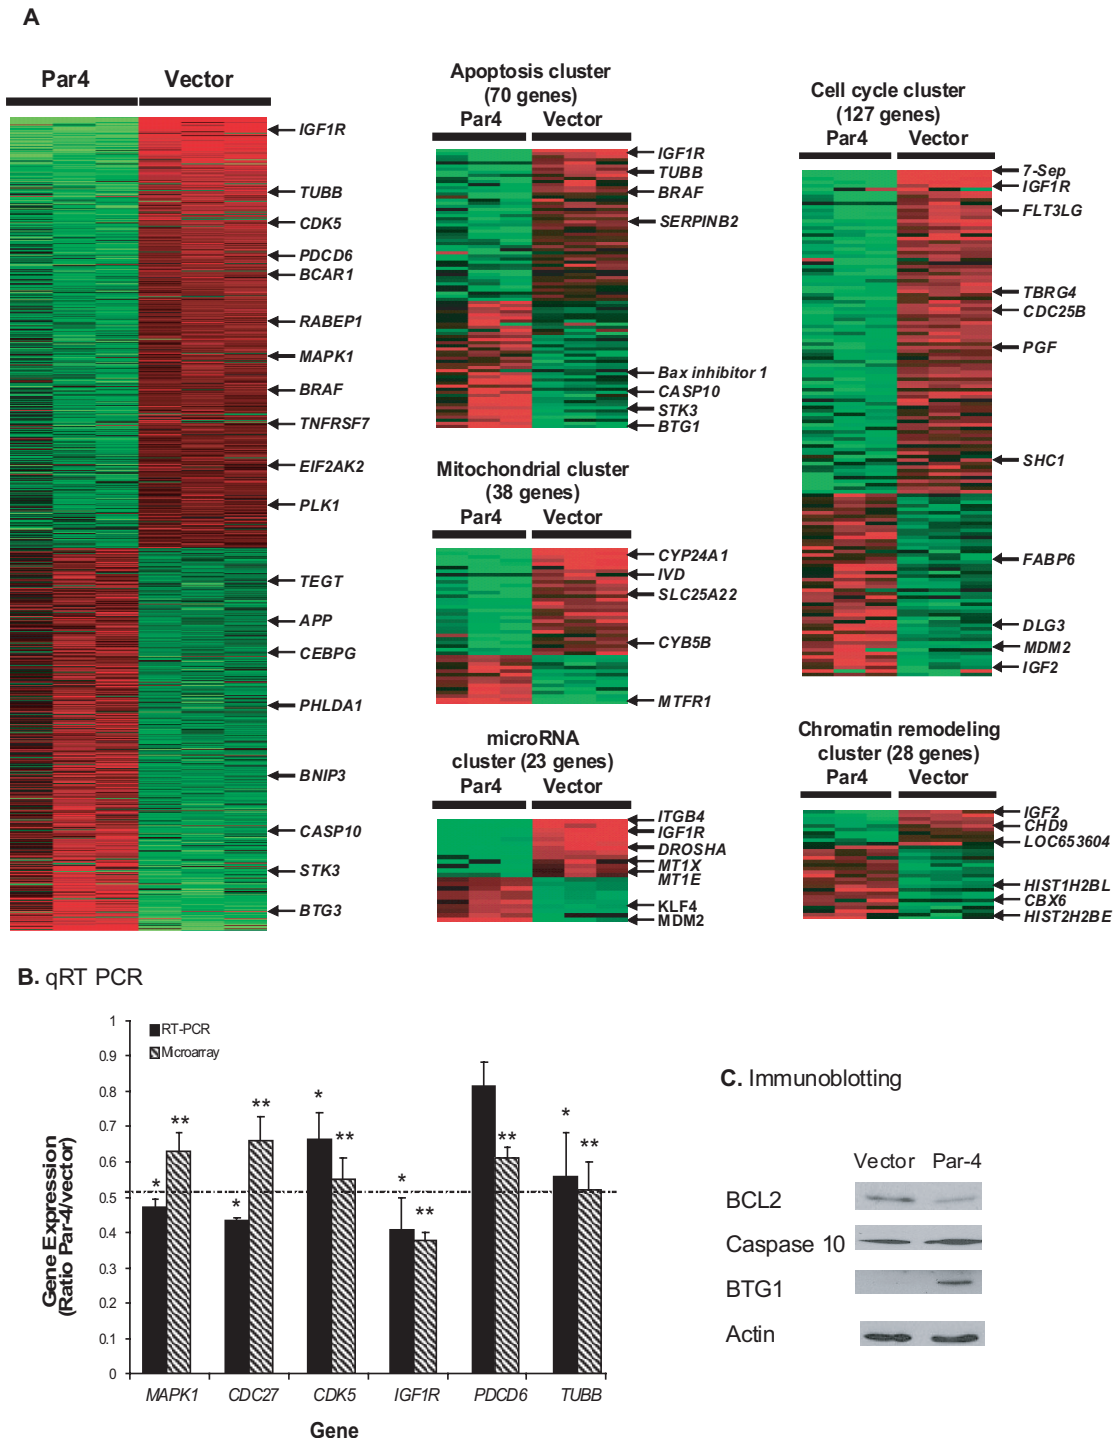 A
Par4 Vector
IGF1R
TUBB
CDK5
PDCD6
BCAR1
RABEP1
MAPK1
BRAF
TNFRSF7
EIF2AK2
PLK1
TEGT
APP
CEBPG
PHLDA1
BNIP3
CASP10
STK3
BTG3
Apoptosis cluster
(70 genes)
Par4 Vector
IGF1R
TUBB
BRAF
SERPINB2
Bax inhibitor 1
CASP10
STK3
BTG1
Mitochondrial cluster
(38 genes)
Par4 Vector
CYP24A1
IVD
SLC25A22
CYB5B
MTFR1
microRNA
cluster (23 genes)
Par4 Vector
ITGB4
IGF1R
DROSHA
MT1X
MT1E
KLF4
MDM2
Cell cycle cluster
(127 genes)
Par4 Vector
7-Sep
IGF1R
FLT3LG
TBRG4
CDC25B
PGF
SHC1
FABP6
DLG3
MDM2
IGF2
Chromatin remodeling
cluster (28 genes)
Par4 Vector
IGF2
CHD9
LOC653604
HIST1H2BL
CBX6
HIST2H2BE
B. qRT PCR
Gene Expression
(Ratio Par-4/vector)
1
0.9
0.8
0.7
0.6
0.5
0.4
0.3
0.2
0.1
0
RT-PCR
Microarray
* ** * ** * ** * ** ** * **
MAPK1 CDC27 CDK5 IGF1R PDCD6 TUBB
Gene
C. Immunoblotting
Vector Par-4
BCL2
Caspase 10
BTG1
Actin